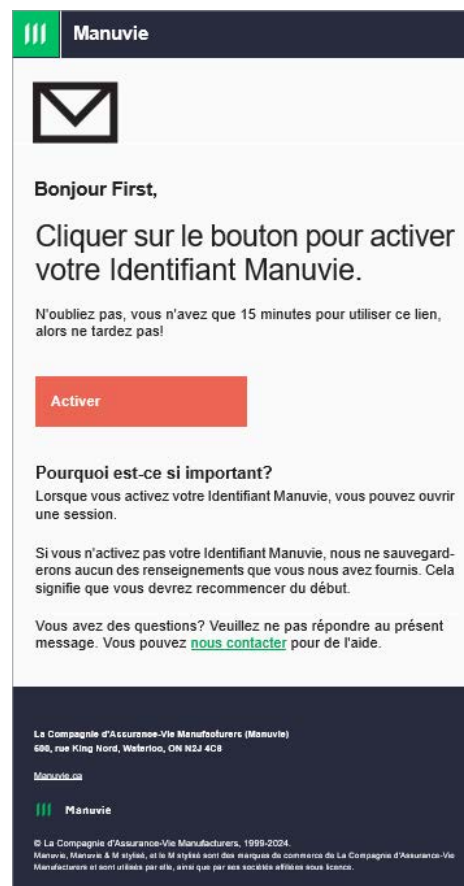 Manuvie
Bonjour First,
Cliquer sur le bouton pour activer
votre Identifiant Manuvie.
N'oubliez pas, vous n'avez que 15 minutes pour utiliser ce lien,
alors ne tardez pas!
Activer
Pourquoi est-ce si important?
Lorsque vous activez votre Identifiant Manuvie, vous pouvez ouvrir
une session.
Si vous n'activez pas votre Identifiant Manuvie, nous ne sauvegard-
erons aucun des renseignements que vous nous avez fournis. Cela
signifie que vous devrez recommencer du début.
Vous avez des questions? Veuillez ne pas répondre au présent
message. Vous pouvez nous contacter pour de l'aide.
La Compagnie d'Assurance-Vie Manufacturers (Manuvie)
500, rue King Nord, Waterloo, ON N2J 4C6
Manuvie.ca
Manuvie
© La Compagnie d'Assurance-Vie Manufacturers, 1999-2024.
Manuvie, Manuvie & M stylisé, et le M stylisé sont des marques de commerce de La Compagnie d'Assurance-Vie
Manufacturers et sont utilisés par elle, ainsi que par ses sociétés affiliées sous licence.